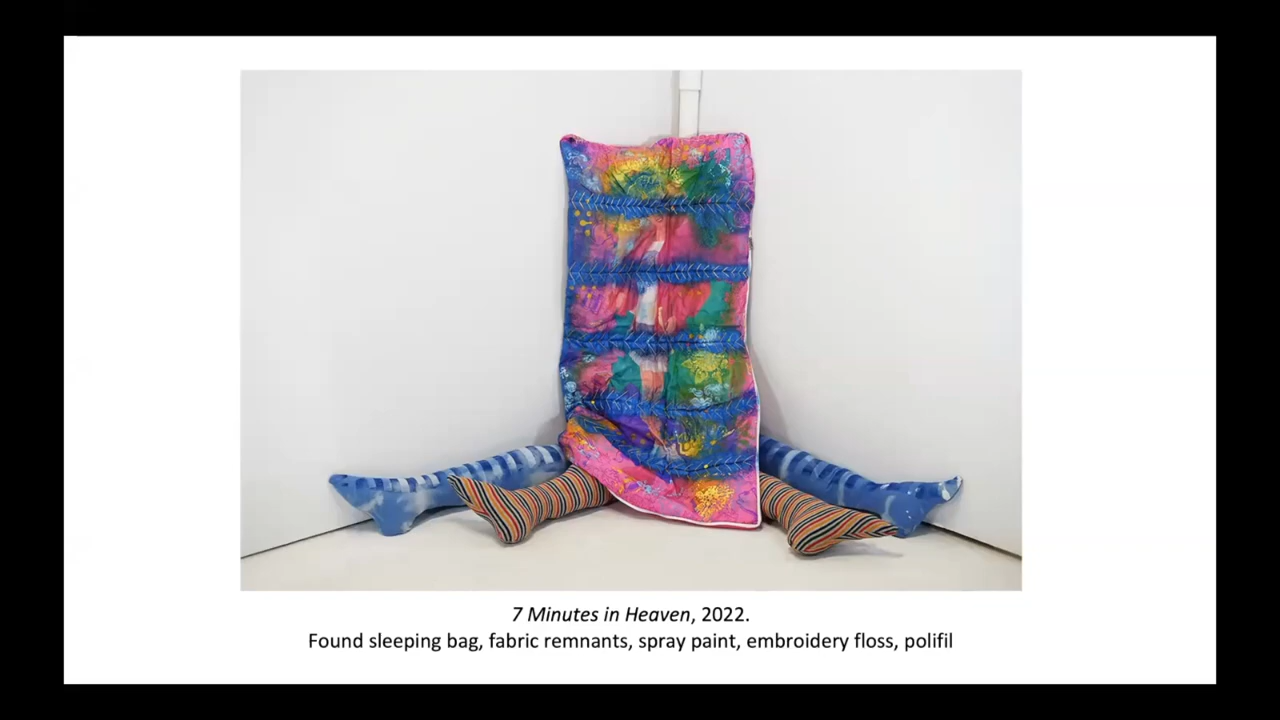 7 Minutes in Heaven, 2022.
Found sleeping bag, fabric remnants, spray paint, embroidery floss, polifil